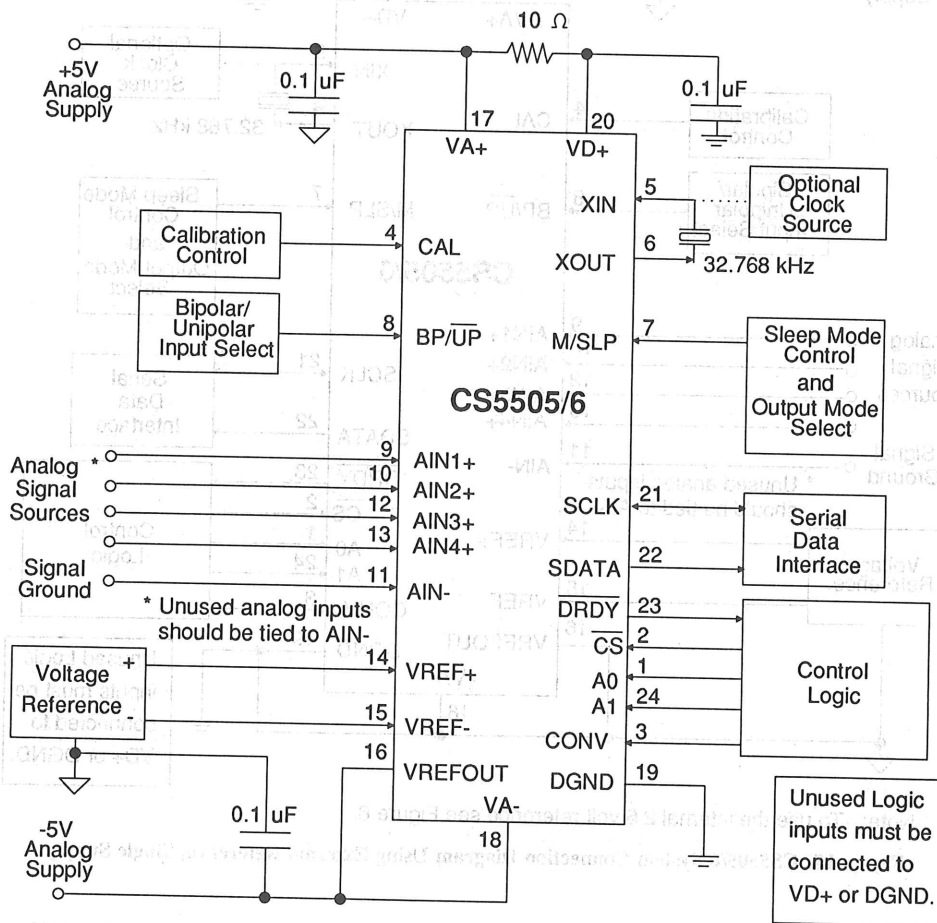 10 Ω
+5V
Analog
Supply
0.1 uF
0.1 uF
17
20
VA+
VD+
5
XIN
Optional
Clock
Source
6
XOUT
32.768 kHz
Calibration
Control
4
CAL
Bipolar/
Unipolar
Input Select
8
BP/U̅P̅
7
M/SLP
Sleep Mode
Control
and
Output Mode
Select
CS5505/6
Analog *
Signal
Sources
9
AIN1+
10
AIN2+
12
AIN3+
13
AIN4+
Signal
Ground
11
AIN-
* Unused analog inputs
should be tied to AIN-
21
SCLK
22
SDATA
Serial
Data
Interface
23
D̅R̅D̅Y̅
2
C̅S̅
1
A0
24
A1
3
CONV
Control
Logic
19
DGND
Voltage +
Reference -
14
VREF+
15
VREF-
16
VREFOUT
VA-
18
0.1 uF
-5V
Analog
Supply
Unused Logic
inputs must be
connected to
VD+ or DGND.